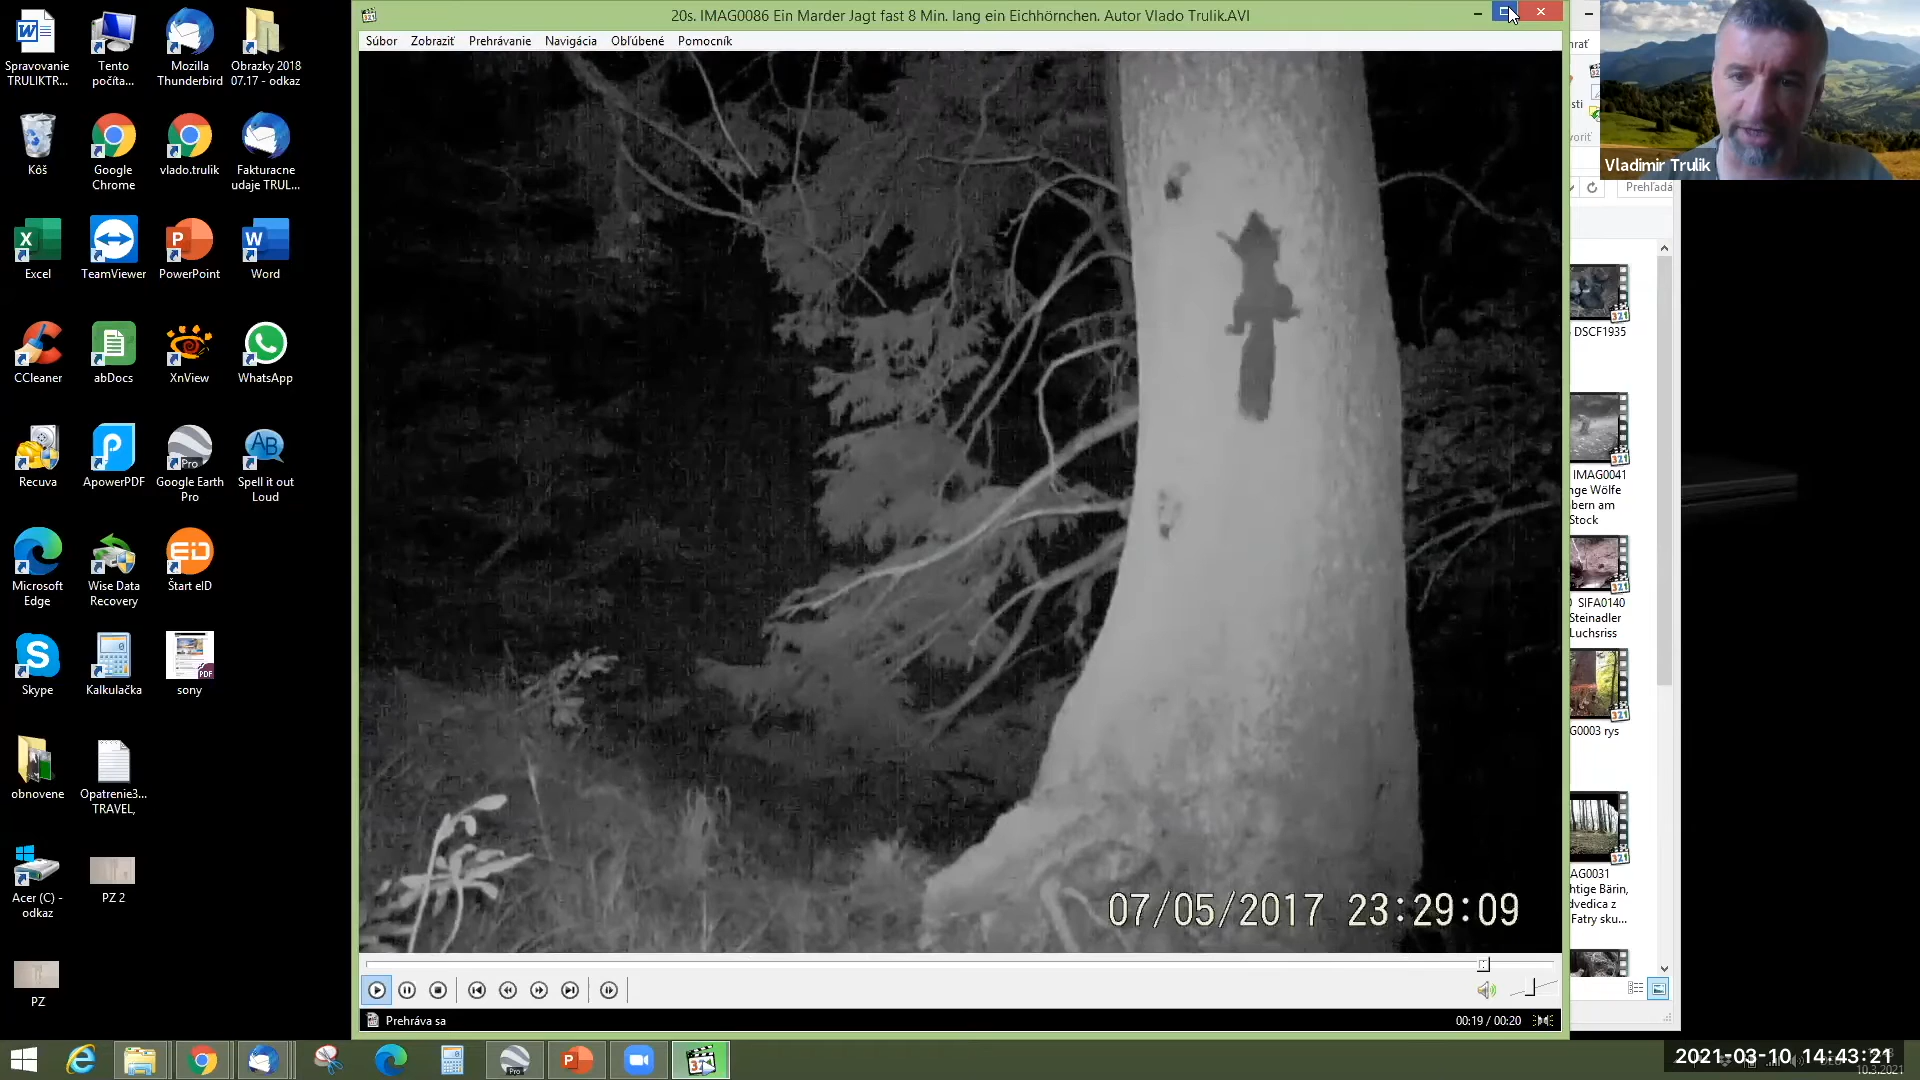 Spravovanie
TRULIKTR...
Tento
počíta...
Mozilla
Thunderbird
Obrazky 2018
07.17 - odkaz
Kôš
Google
Chrome
vlado.trulik
Fakturacne
udaje TRUL...
Excel
TeamViewer
PowerPoint
Word
CCleaner
abDocs
XnView
WhatsApp
Recuva
ApowerPDF
Google Earth
Pro
Spell it out
Loud
Microsoft
Edge
Wise Data
Recovery
Štart eID
Skype
Kalkulačka
sony
obnovene
Opatrenie3...
TRAVEL,
Acer (C) -
odkaz
PZ 2
PZ
20s. IMAG0086 Ein Marder Jagt fast 8 Min. lang ein Eichhörnchen. Autor Vlado Trulik.AVI
Súbor Zobraziť Prehrávanie Navigácia Obľúbené Pomocník
07/05/2017 23:29:09
Prehráva sa
00:19 / 00:20
Vladimir Trulik
Prehľadá
DSCF1935
IMAG0041
nge Wölfe
bern am
Stock
SIFA0140
Steinadler
Luchsriss
G0003 rys
AG0031
htige Bärin,
dvedica z
Fatry sku...
2021-03-10 14:43:21
10.3.2021